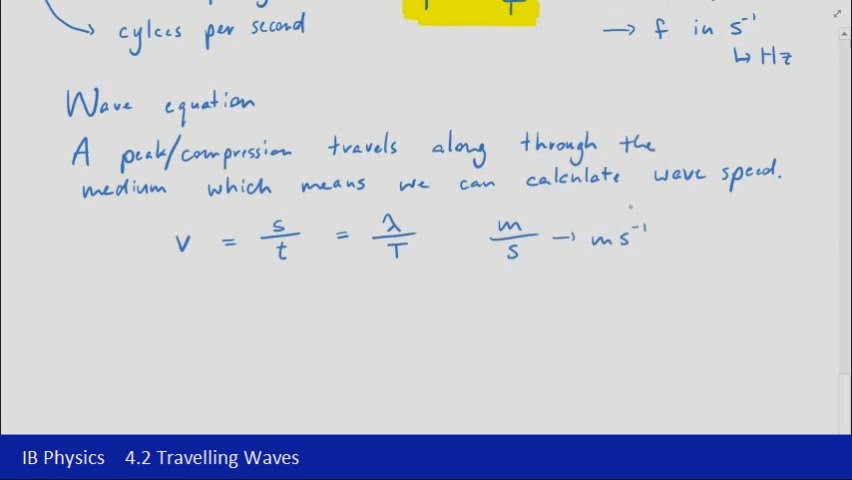 cylces per second
→ f in s⁻¹
↳ Hz
Wave equation
A peak/compression travels along through the
medium which means we can calculate wave speed.
v = s/t = λ/T m/s → ms⁻¹
IB Physics 4.2 Travelling Waves